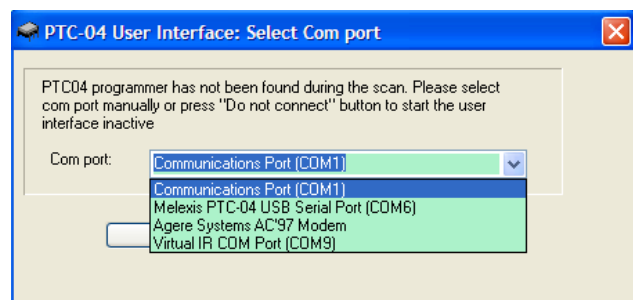 PTC-04 User Interface: Select Com port
PTC04 programmer has not been found during the scan. Please select
com port manually or press "Do not connect" button to start the user
interface inactive
Com port:
Communications Port (COM1)
Communications Port (COM1)
Melexis PTC-04 USB Serial Port (COM6)
Agere Systems AC'97 Modem
Virtual IR COM Port (COM9)